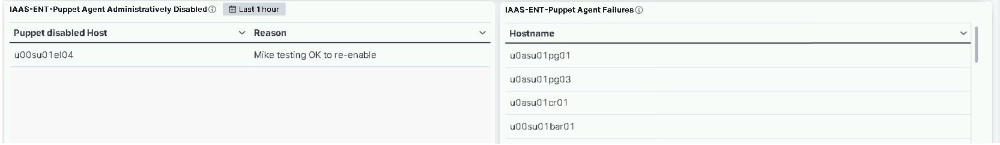 IAAS-ENT-Puppet Agent Administratively Disabled Last 1 hour
Puppet disabled Host Reason
u00su01el04 Mike testing OK to re-enable
IAAS-ENT-Puppet Agent Failures
Hostname
u0asu01pg01
u0asu01pg03
u0asu01cr01
u00su01bar01